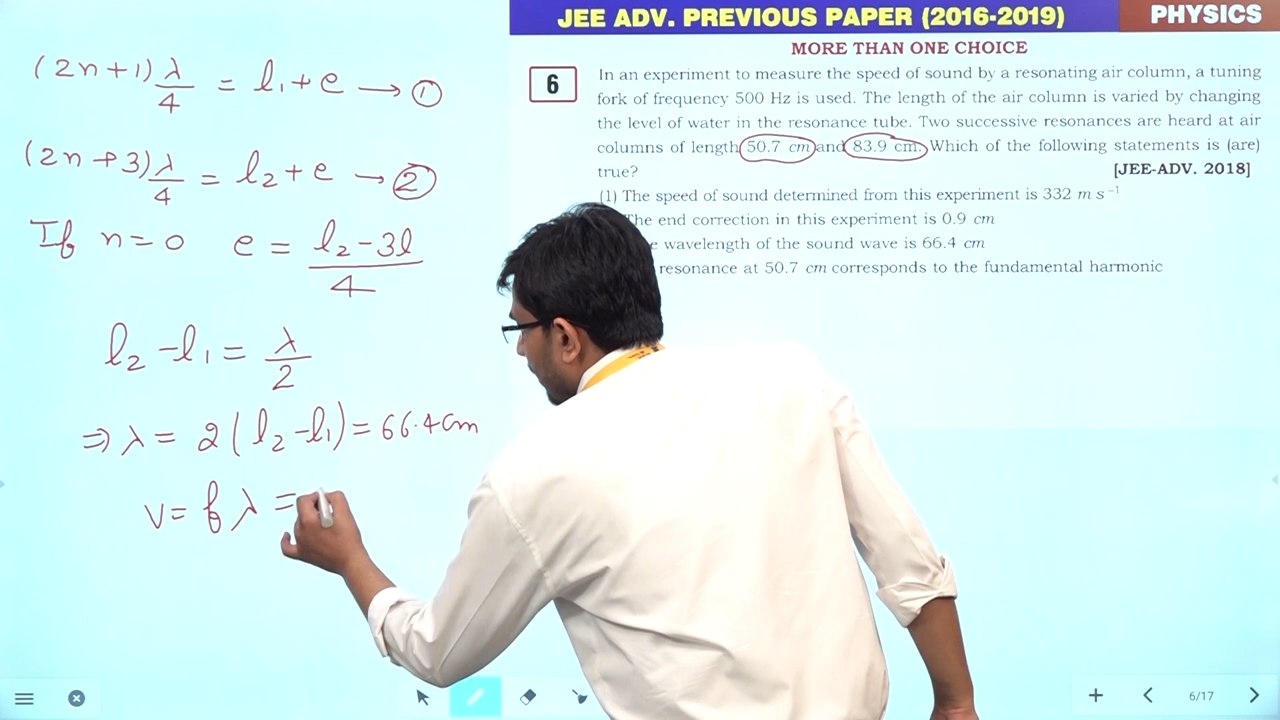 JEE ADV. PREVIOUS PAPER (2016-2019)
PHYSICS
MORE THAN ONE CHOICE
6
In an experiment to measure the speed of sound by a resonating air column, a tuning
fork of frequency 500 Hz is used. The length of the air column is varied by changing
the level of water in the resonance tube. Two successive resonances are heard at air
columns of length 50.7 cm and 83.9 cm. Which of the following statements is (are)
true? [JEE-ADV. 2018]
(1) The speed of sound determined from this experiment is 332 m s⁻¹
The end correction in this experiment is 0.9 cm
wavelength of the sound wave is 66.4 cm
resonance at 50.7 cm corresponds to the fundamental harmonic
(2n+1) λ/4 = l₁+e → ①
(2n+3) λ/4 = l₂+e → ②
If n=0 e = (l₂-3l)/4
l₂-l₁ = λ/2
⇒ λ = 2(l₂-l₁) = 66.4cm
v = fλ =
6/17